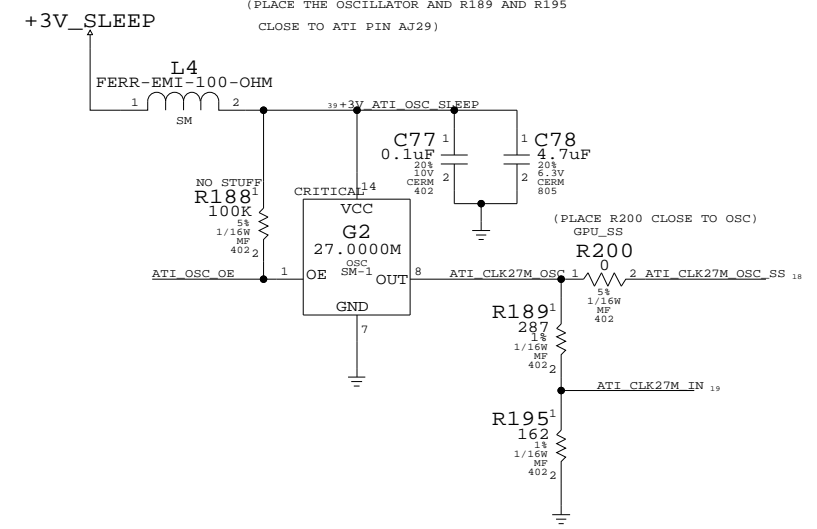 (PLACE THE OSCILLATOR AND R189 AND R195
CLOSE TO ATI PIN AJ29)
+3V_SLEEP
L4
FERR-EMI-100-OHM
1 2
SM
39 +3V_ATI_OSC_SLEEP
C77 1
0.1uF
20%
10V 2
CERM
402
1 C78
4.7uF
20%
2 6.3V
CERM
805
NO STUFF
R188 1
100K
5%
1/16W
MF
402 2
CRITICAL 14
VCC
G2
27.0000M
OSC
SM-1
ATI_OSC_OE 1 OE
OUT 8 ATI_CLK27M_OSC
GND
7
(PLACE R200 CLOSE TO OSC)
GPU_SS
R200
0
1 2 ATI_CLK27M_OSC_SS 18
5%
1/16W
MF
402
R189 1
287
1%
1/16W
MF
402 2
ATI_CLK27M_IN 19
R195 1
162
1%
1/16W
MF
402 2